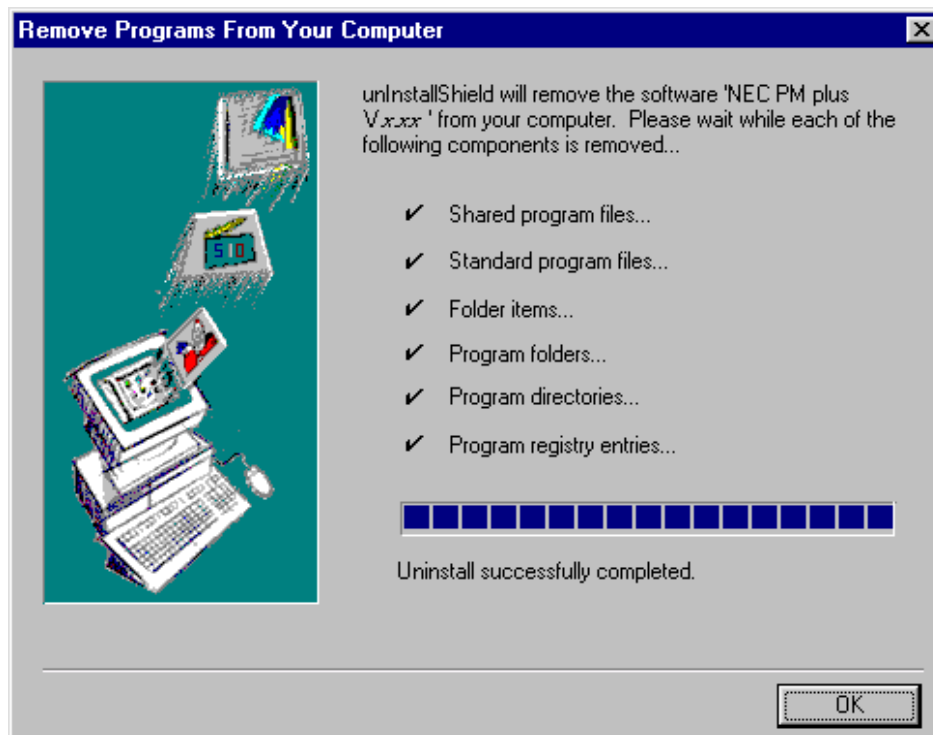 Remove Programs From Your Computer
unInstallShield will remove the software 'NEC PM plus
Vx.xx ' from your computer. Please wait while each of the
following components is removed...
Shared program files...
Standard program files...
Folder items...
Program folders...
Program directories...
Program registry entries...
Uninstall successfully completed.
OK